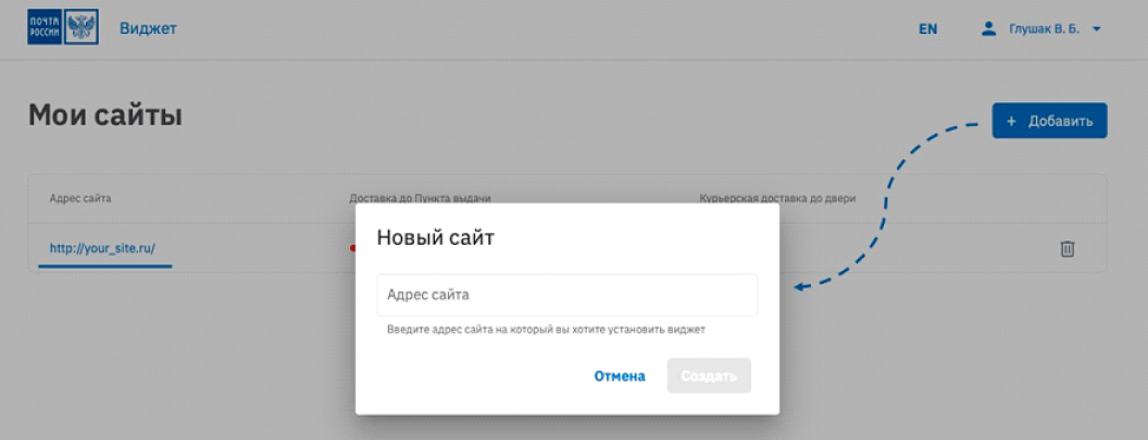 ПОЧТА
РОССИИ
Виджет
EN
Глушак В. Б.
Мои сайты
+ Добавить
Адрес сайта
Доставка до Пункта выдачи
Курьерская доставка до двери
http://your_site.ru/
Новый сайт
Адрес сайта
Введите адрес сайта на который вы хотите установить виджет
Отмена
Создать